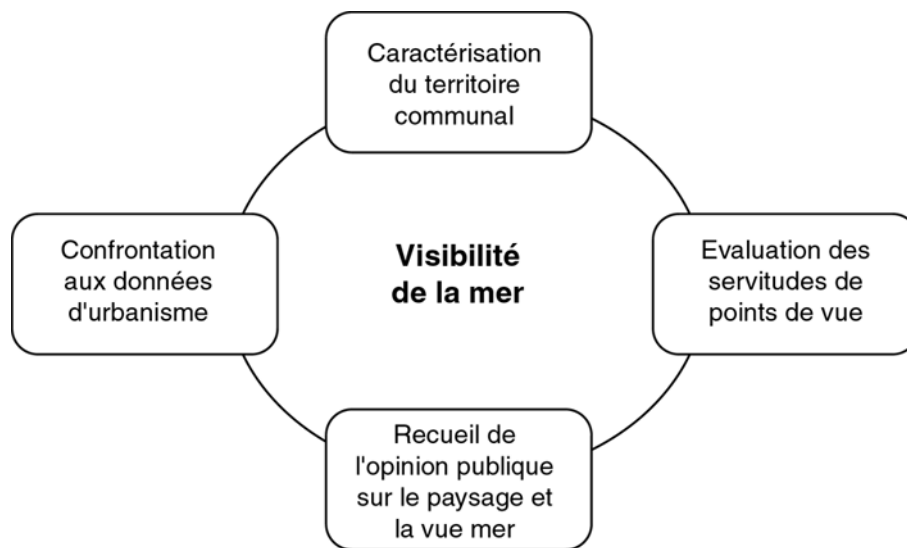 Caractérisation
du territoire
communal
Confrontation
aux données
d'urbanisme
Visibilité
de la mer
Evaluation des
servitudes de
points de vue
Recueil de
l'opinion publique
sur le paysage et
la vue mer